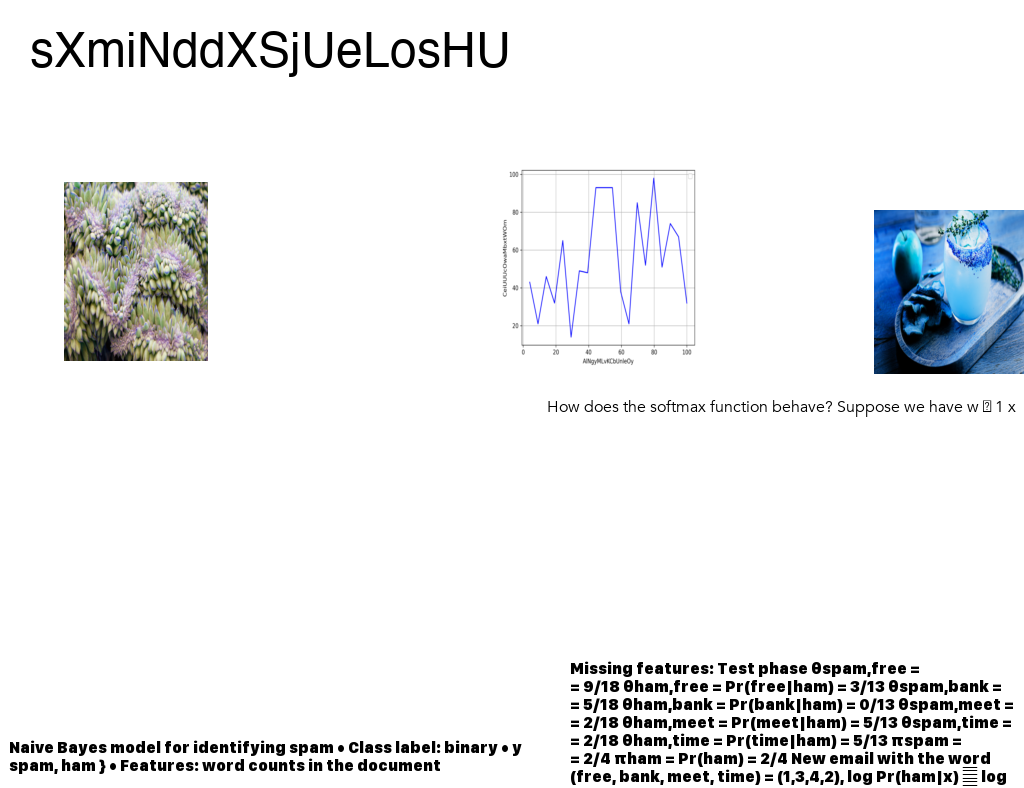 sXmiNddXSjUeLosHU
100
80
60
40
20
0 20 40 60 80 100
AlNgyMLvKCbUnleOy
How does the softmax function behave? Suppose we have w 1 x
Missing features: Test phase θspam,free =
= 9/18 θham,free = Pr(free|ham) = 3/13 θspam,bank =
= 5/18 θham,bank = Pr(bank|ham) = 0/13 θspam,meet =
= 2/18 θham,meet = Pr(meet|ham) = 5/13 θspam,time =
= 2/18 θham,time = Pr(time|ham) = 5/13 πspam =
= 2/4 πham = Pr(ham) = 2/4 New email with the word
(free, bank, meet, time) = (1,3,4,2), log Pr(ham|x) log
Naive Bayes model for identifying spam • Class label: binary • y
spam, ham } • Features: word counts in the document